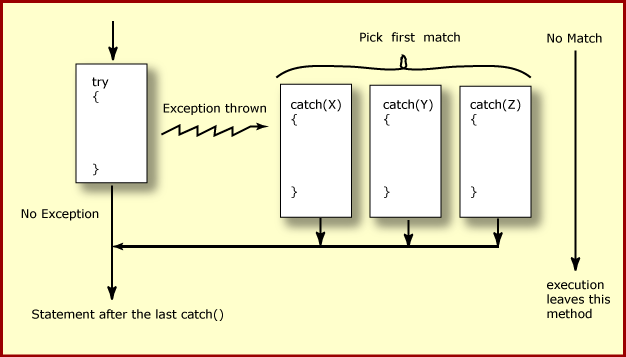 Pick first match
No Match
try
{
}
Exception thrown
catch(X)
{
}
catch(Y)
{
}
catch(Z)
{
}
No Exception
Statement after the last catch()
execution
leaves this
method